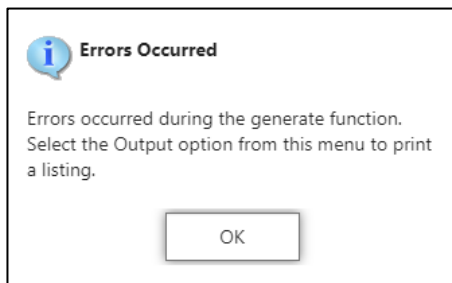 Errors Occurred
Errors occurred during the generate function.
Select the Output option from this menu to print
a listing.
OK